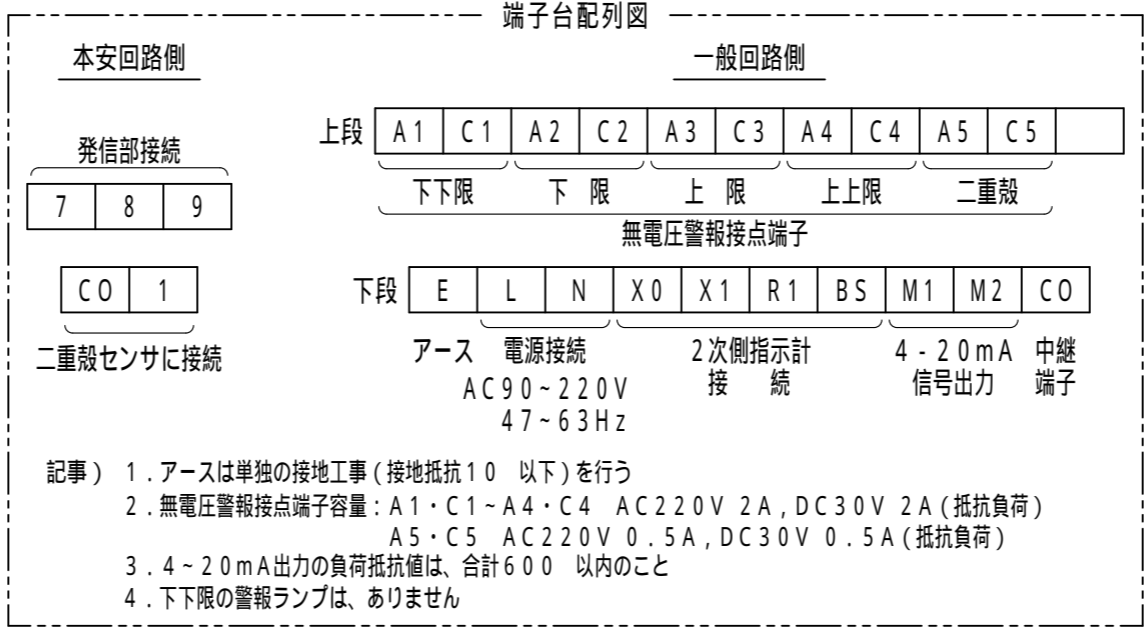 端子台配列図
本安回路側
一般回路側
発信部接続
7 8 9
CO 1
二重殻センサに接続
上段 A1 C1 A2 C2 A3 C3 A4 C4 A5 C5
下下限 下 限 上 限 上上限 二重殻
無電圧警報接点端子
下段 E L N X0 X1 R1 BS M1 M2 CO
アース 電源接続 2次側指示計 4-20mA 中継
接 続 信号出力 端子
AC90~220V
47~63Hz
記事) 1.アースは単独の接地工事(接地抵抗10 以下)を行う
2.無電圧警報接点端子容量:A1・C1~A4・C4 AC220V 2A,DC30V 2A(抵抗負荷)
A5・C5 AC220V 0.5A,DC30V 0.5A(抵抗負荷)
3.4~20mA出力の負荷抵抗値は、合計600 以内のこと
4.下下限の警報ランプは、ありません